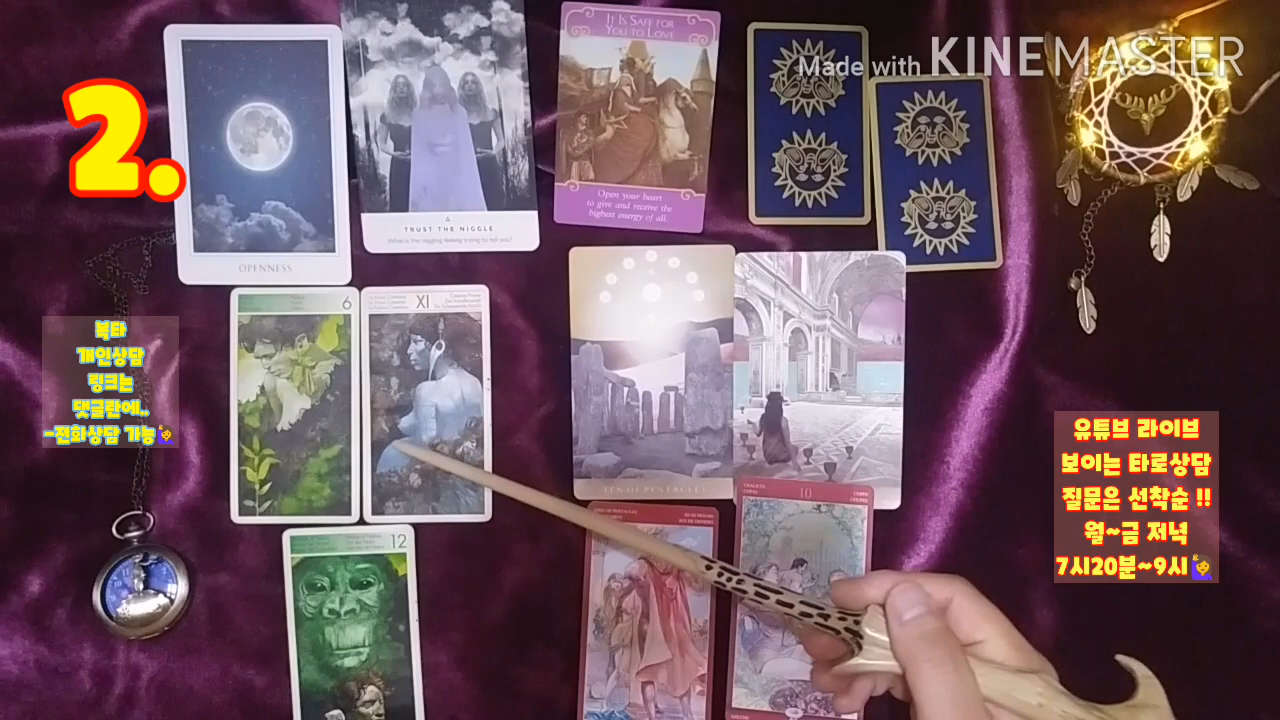 Made with KINEMASTER
2.
OPENNESS
TRUST THE NIGGLE
What is the niggling feeling trying to tell you?
IT IS SAFE FOR
YOU TO LOVE
Open your heart
to give and receive the
highest energy of all.
6
XI
12
TEN OF PENTACLES
10
복타
개인상담
링크는
댓글란에..
-전화상담 가능🙋‍♀️
유튜브 라이브
보이는 타로상담
질문은 선착순 !!
월~금 저녁
7시20분~9시🙋‍♀️